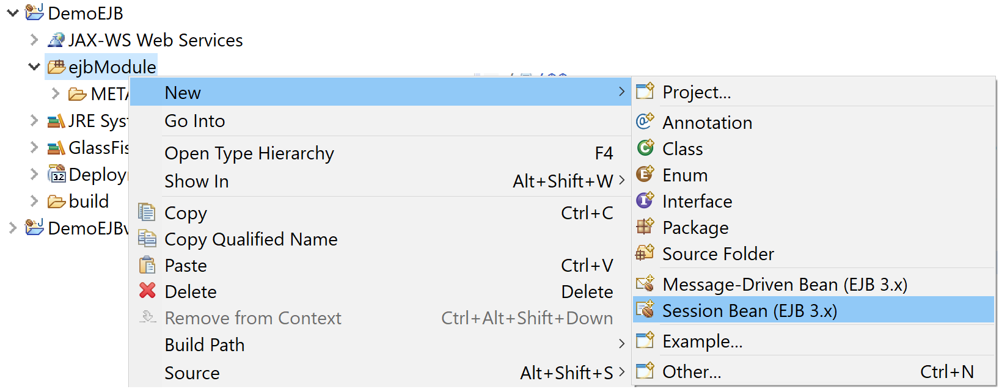 DemoEJB
JAX-WS Web Services
ejbModule
META
JRE Syst
GlassFis
Deploy
build
DemoEJB
New
Go Into
Open Type Hierarchy F4
Show In Alt+Shift+W
Copy Ctrl+C
Copy Qualified Name
Paste Ctrl+V
Delete Delete
Remove from Context Ctrl+Alt+Shift+Down
Build Path
Source Alt+Shift+S
Project...
Annotation
Class
Enum
Interface
Package
Source Folder
Message-Driven Bean (EJB 3.x)
Session Bean (EJB 3.x)
Example...
Other... Ctrl+N